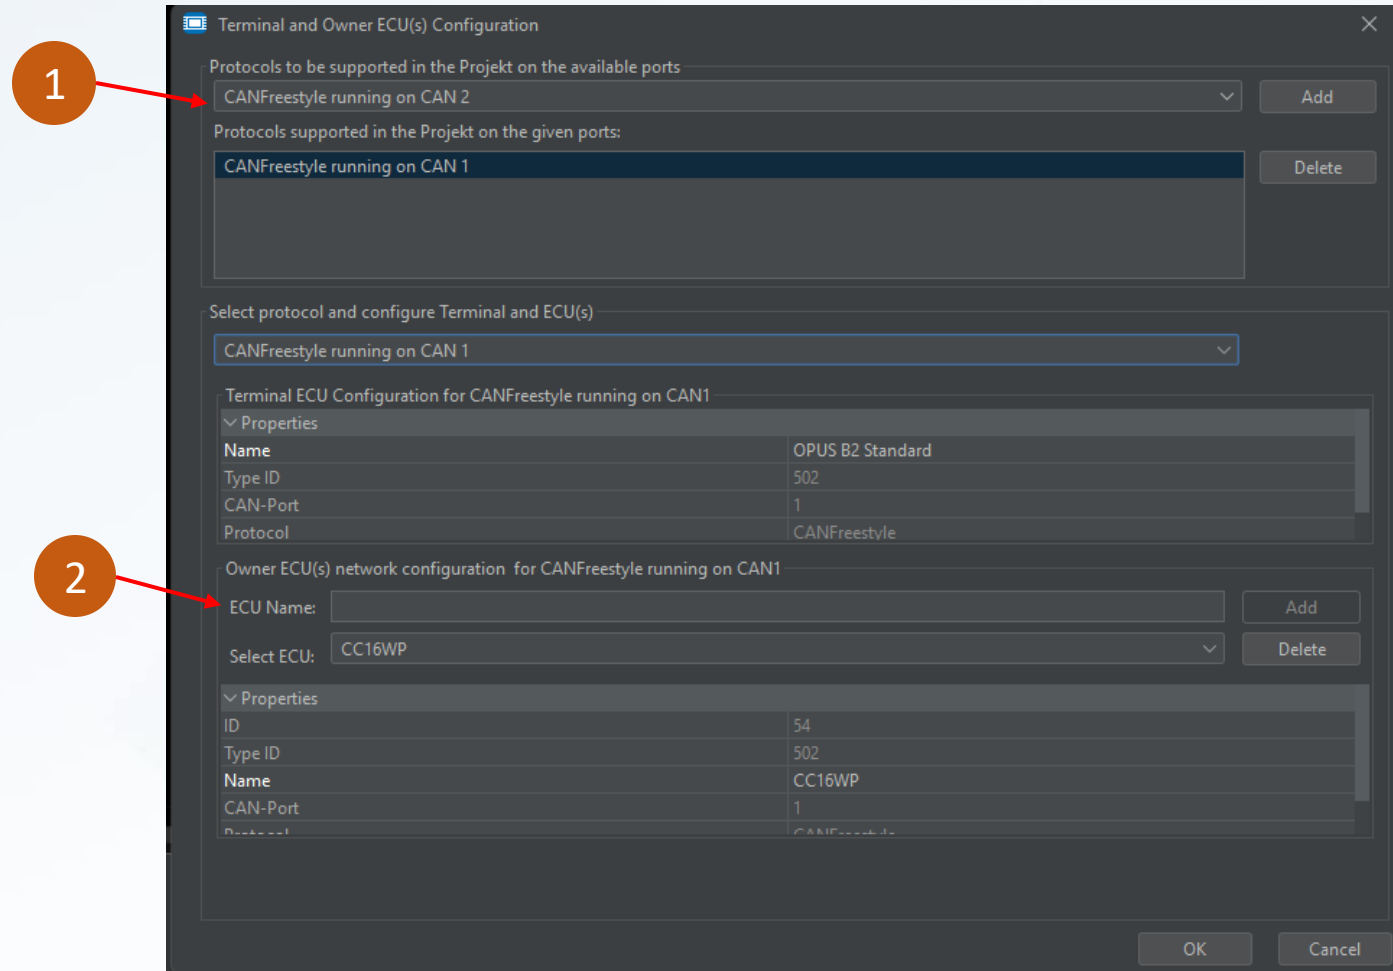 Terminal and Owner ECU(s) Configuration
1
Protocols to be supported in the Projekt on the available ports
CANFreestyle running on CAN 2
Add
Protocols supported in the Projekt on the given ports:
CANFreestyle running on CAN 1
Delete
Select protocol and configure Terminal and ECU(s)
CANFreestyle running on CAN 1
Terminal ECU Configuration for CANFreestyle running on CAN1
Properties
Name OPUS B2 Standard
Type ID 502
CAN-Port 1
Protocol CANFreestyle
2
Owner ECU(s) network configuration for CANFreestyle running on CAN1
ECU Name:
Add
Select ECU: CC16WP
Delete
Properties
ID 54
Type ID 502
Name CC16WP
CAN-Port 1
Protocol CANFreestyle
OK Cancel